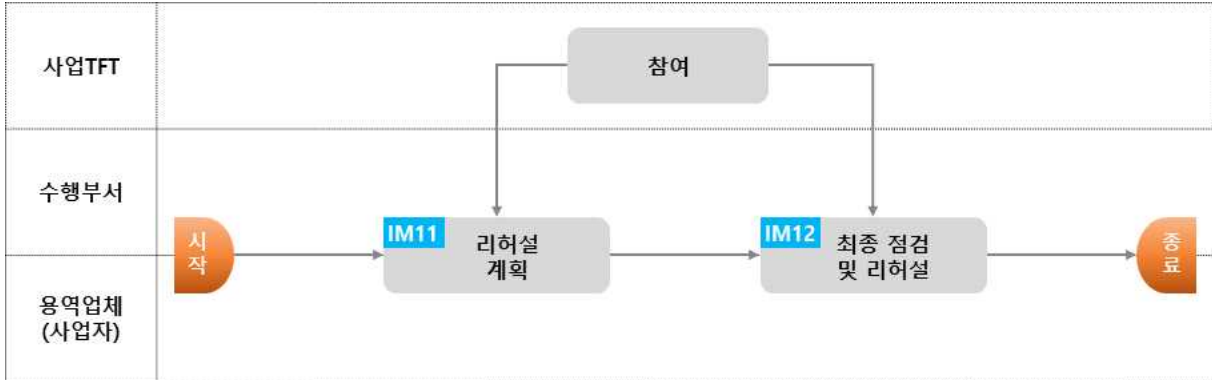 사업TFT
참여
수행부서
시
작
IM11
리허설
계획
IM12
최종 점검
및 리허설
종
료
용역업체
(사업자)